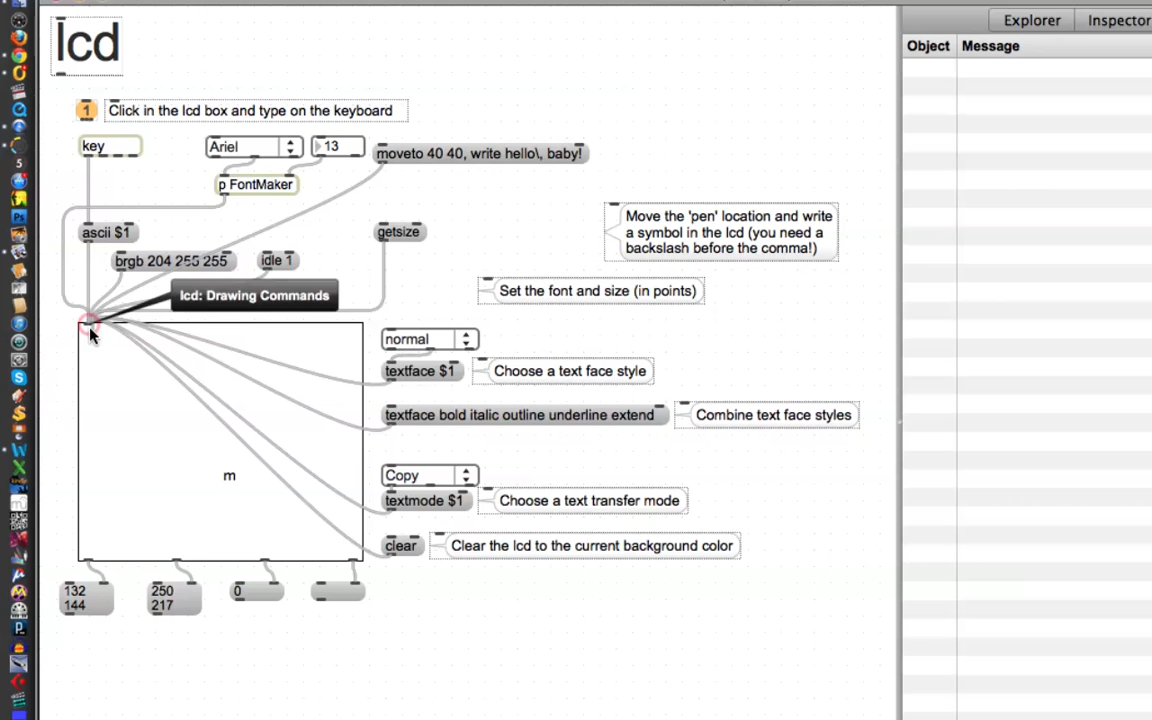 lcd
Explorer
Inspector
Object
Message
1
Click in the lcd box and type on the keyboard
key
Ariel
13
moveto 40 40, write hello\, baby!
p FontMaker
Move the 'pen' location and write
a symbol in the lcd (you need a
backslash before the comma!)
ascii $1
getsize
brgb 204 255 255
idle 1
lcd: Drawing Commands
Set the font and size (in points)
normal
textface $1
Choose a text face style
textface bold italic outline underline extend
Combine text face styles
m
Copy
textmode $1
Choose a text transfer mode
clear
Clear the lcd to the current background color
132
144
250
217
0
5